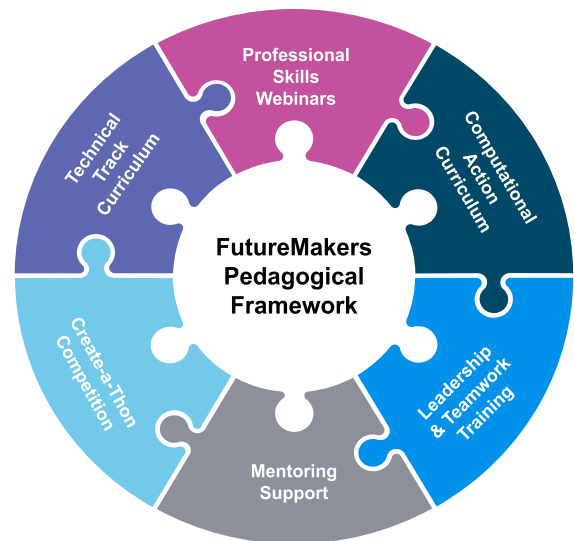 Professional
Skills
Webinars
Computational
Action
Curriculum
Leadership
& Teamwork
Training
Mentoring
Support
Create-a-Thon
Competition
Technical
Track
Curriculum
FutureMakers
Pedagogical
Framework